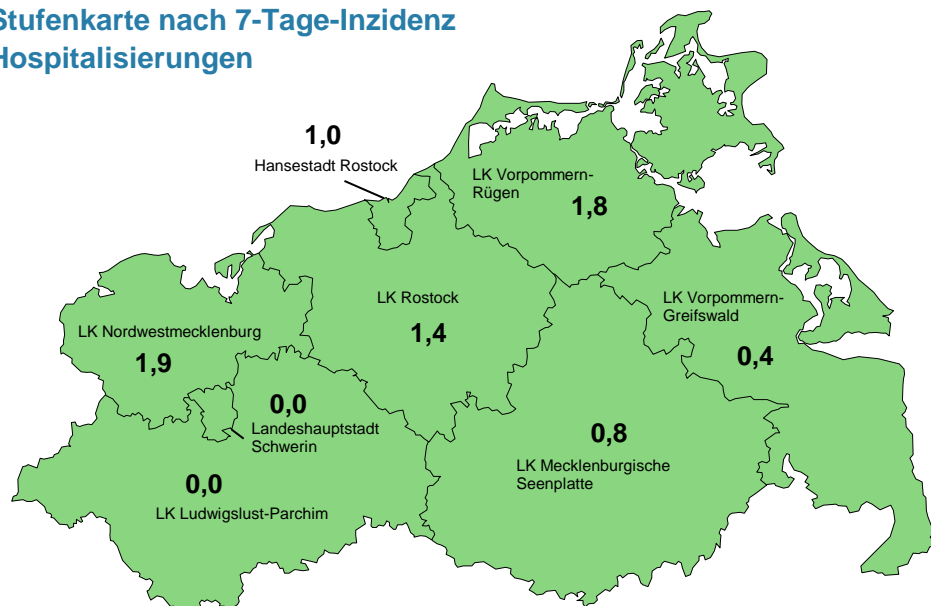 Stufenkarte nach 7-Tage-Inzidenz
Hospitalisierungen
1,0
Hansestadt Rostock
LK Vorpommern-
Rügen
1,8
LK Rostock
1,4
LK Vorpommern-
Greifswald
0,4
LK Nordwestmecklenburg
1,9
0,0
Landeshauptstadt
Schwerin
0,8
LK Mecklenburgische
Seenplatte
0,0
LK Ludwigslust-Parchim